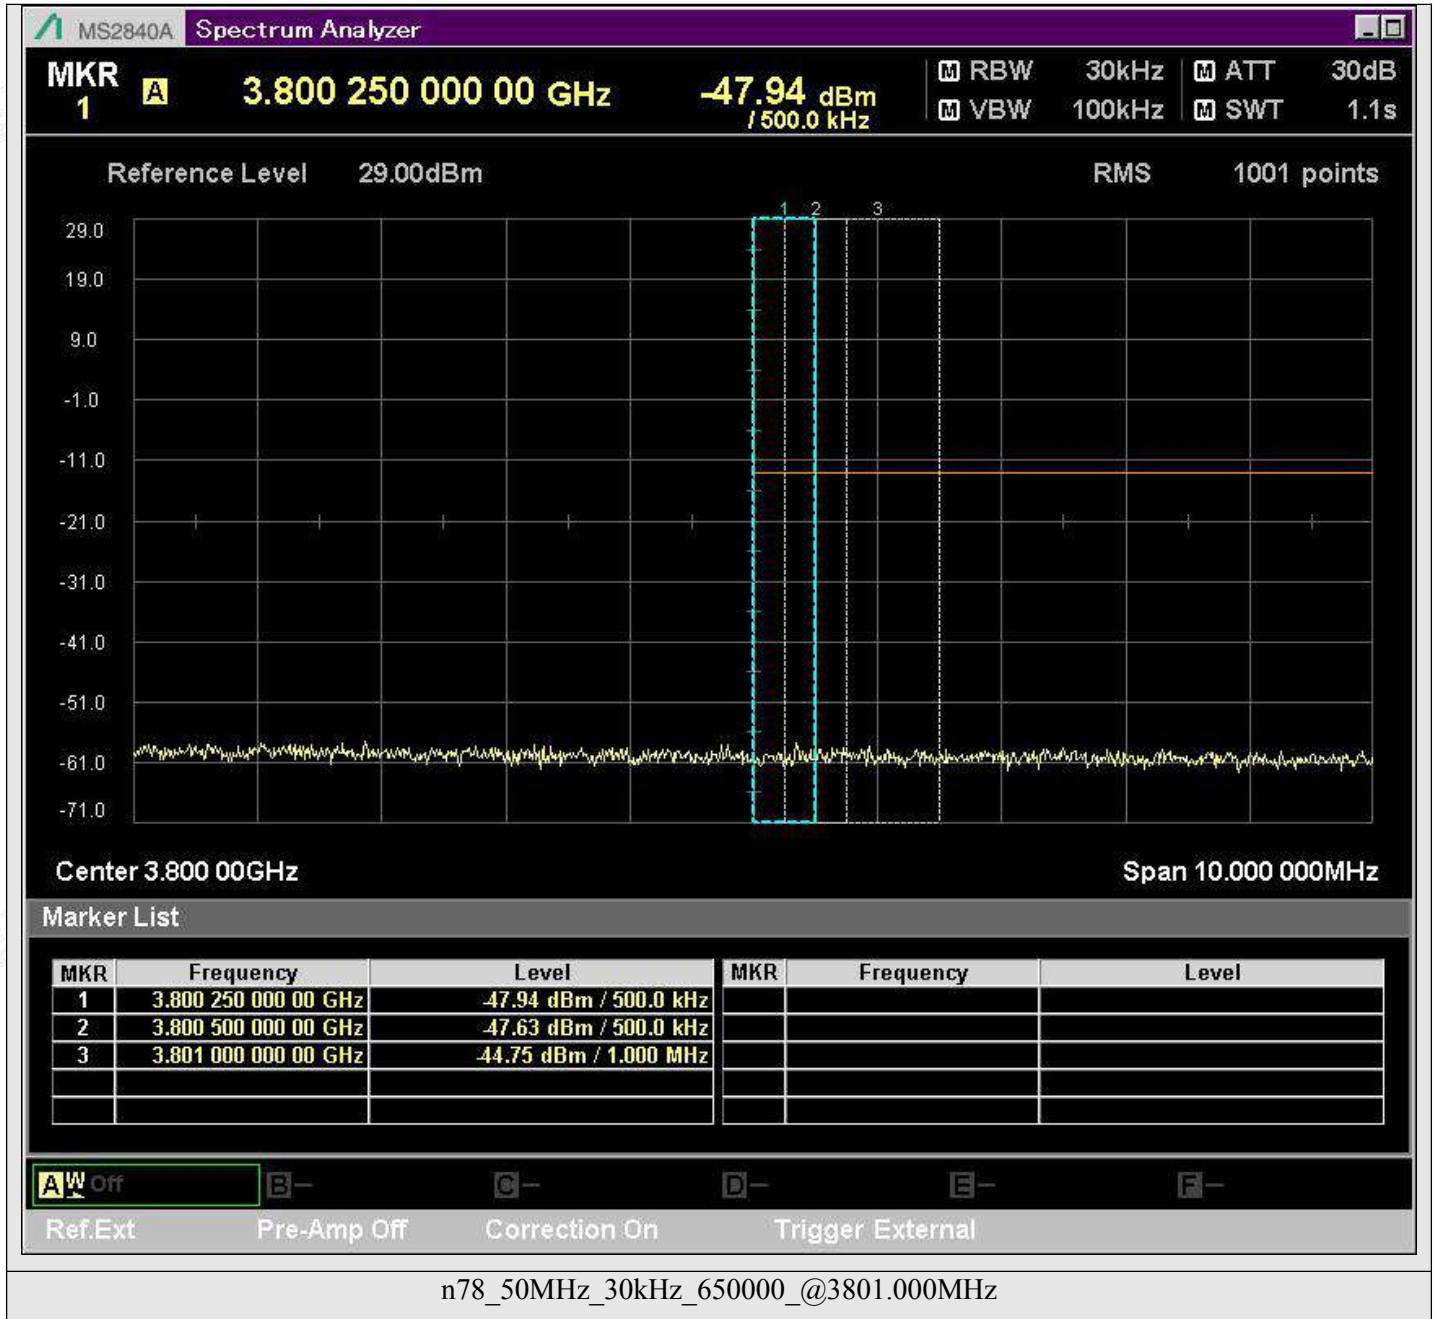 MS2840A Spectrum Analyzer
MKR 1 A 3.800 250 000 00 GHz -47.94 dBm / 500.0 kHz
M RBW 30kHz M ATT 30dB
M VBW 100kHz M SWT 1.1s
Reference Level 29.00dBm RMS 1001 points
1 2 3
29.0
19.0
9.0
-1.0
-11.0
-21.0
-31.0
-41.0
-51.0
-61.0
-71.0
Center 3.800 00GHz Span 10.000 000MHz
Marker List
MKR Frequency Level MKR Frequency Level
1 3.800 250 000 00 GHz -47.94 dBm / 500.0 kHz
2 3.800 500 000 00 GHz -47.63 dBm / 500.0 kHz
3 3.801 000 000 00 GHz -44.75 dBm / 1.000 MHz
A W Off B – C – D – E – F –
Ref.Ext Pre-Amp Off Correction On Trigger External
n78_50MHz_30kHz_650000_@3801.000MHz